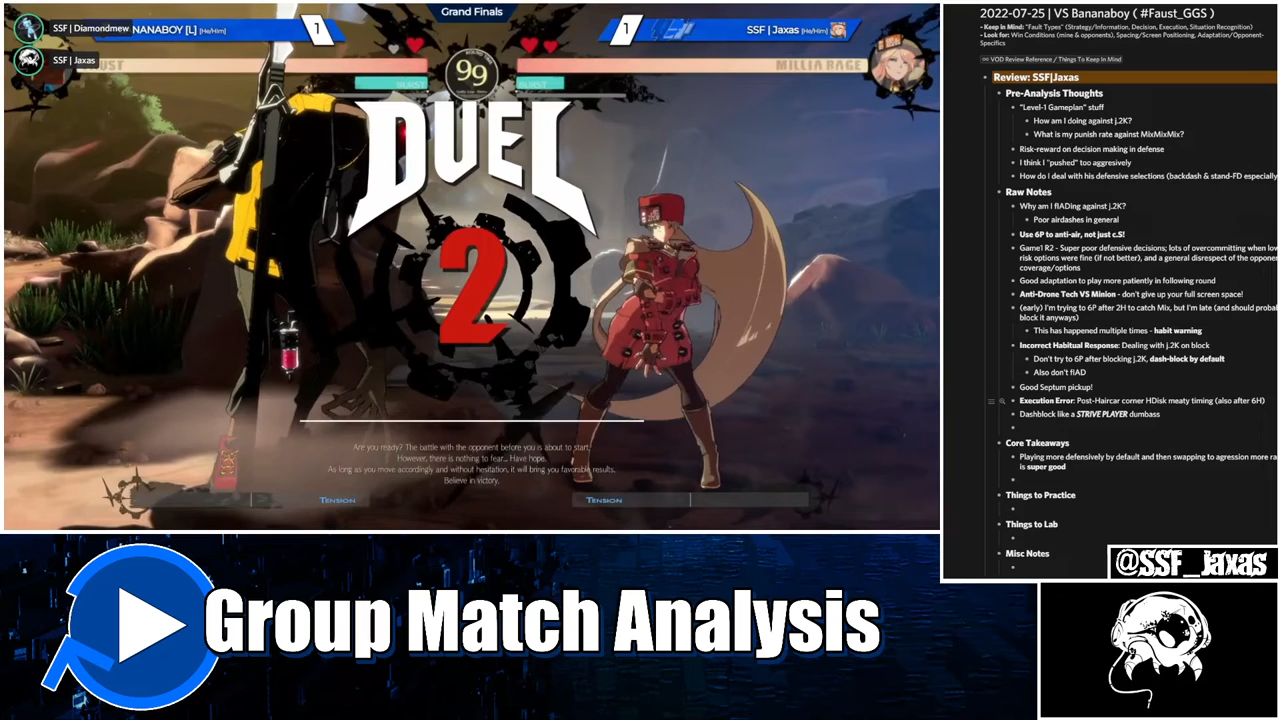 Grand Finals
SSF | Diamondmew
NANABOY [L] [He/Him]
1
1
SSF | Jaxas [He/Him]
SSF | Jaxas
UST
99
MILLIA RAGE
BURST
BURST
DUEL
2
Are you ready? The battle with the opponent before you is about to start.
However, there is nothing to fear... Have hope.
As long as you move accordingly and without hesitation, it will bring you favorable results.
Believe in victory.
TENSION
TENSION
2022-07-25 | VS Bananaboy ( #Faust_GGS )
- Keep in Mind: "Fault Types" (Strategy/Information, Decision, Execution, Situation Recognition)
- Look for: Win Conditions (mine & opponents), Spacing/Screen Positioning, Adaptation/Opponent-
Specifics
VOD Review Reference / Things To Keep In Mind
Review: SSF|Jaxas
Pre-Analysis Thoughts
"Level-1 Gameplan" stuff
How am I doing against j.2K?
What is my punish rate against MixMixMix?
Risk-reward on decision making in defense
I think I "pushed" too aggresively
How do I deal with his defensive selections (backdash & stand-FD especially
Raw Notes
Why am I flADing against j.2K?
Poor airdashes in general
Use 6P to anti-air, not just c.S!
Game1 R2 - Super poor defensive decisions; lots of overcommitting when low
risk options were fine (if not better), and a general disrespect of the opponen
coverage/options
Good adaptation to play more patiently in following round
Anti-Drone Tech VS Minion - don't give up your full screen space!
(early) I'm trying to 6P after 2H to catch Mix, but I'm late (and should probal
block it anyways)
This has happened multiple times - habit warning
Incorrect Habitual Response: Dealing with j.2K on block
Don't try to 6P after blocking j.2K, dash-block by default
Also don't flAD
Good Septum pickup!
Execution Error: Post-Haircar corner HDisk meaty timing (also after 6H)
Dashblock like a STRIVE PLAYER dumbass
Core Takeaways
Playing more defensively by default and then swapping to agression more ra
is super good
Things to Practice
Things to Lab
Misc Notes
@SSF_Jaxas
Group Match Analysis